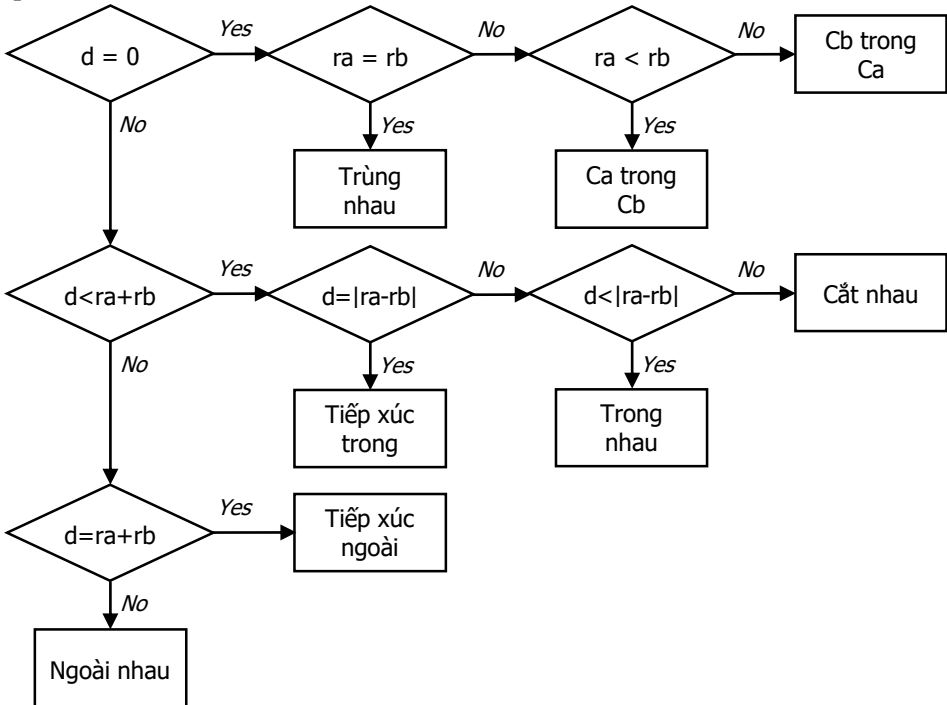 d = 0
Yes
ra = rb
No
ra < rb
No
Cb trong
Ca
No
Yes
Yes
Trùng
nhau
Ca trong
Cb
d<ra+rb
Yes
d=|ra-rb|
No
d<|ra-rb|
No
Cắt nhau
No
Yes
Yes
Tiếp xúc
trong
Trong
nhau
d=ra+rb
Yes
Tiếp xúc
ngoài
No
Ngoài nhau